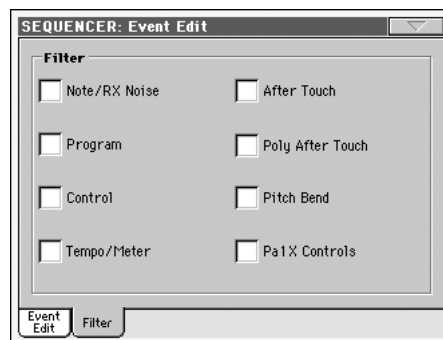 SEQUENCER: Event Edit
Filter
Note/RX Noise
After Touch
Program
Poly After Touch
Control
Pitch Bend
Tempo/Meter
Pa1X Controls
Event
Edit
Filter